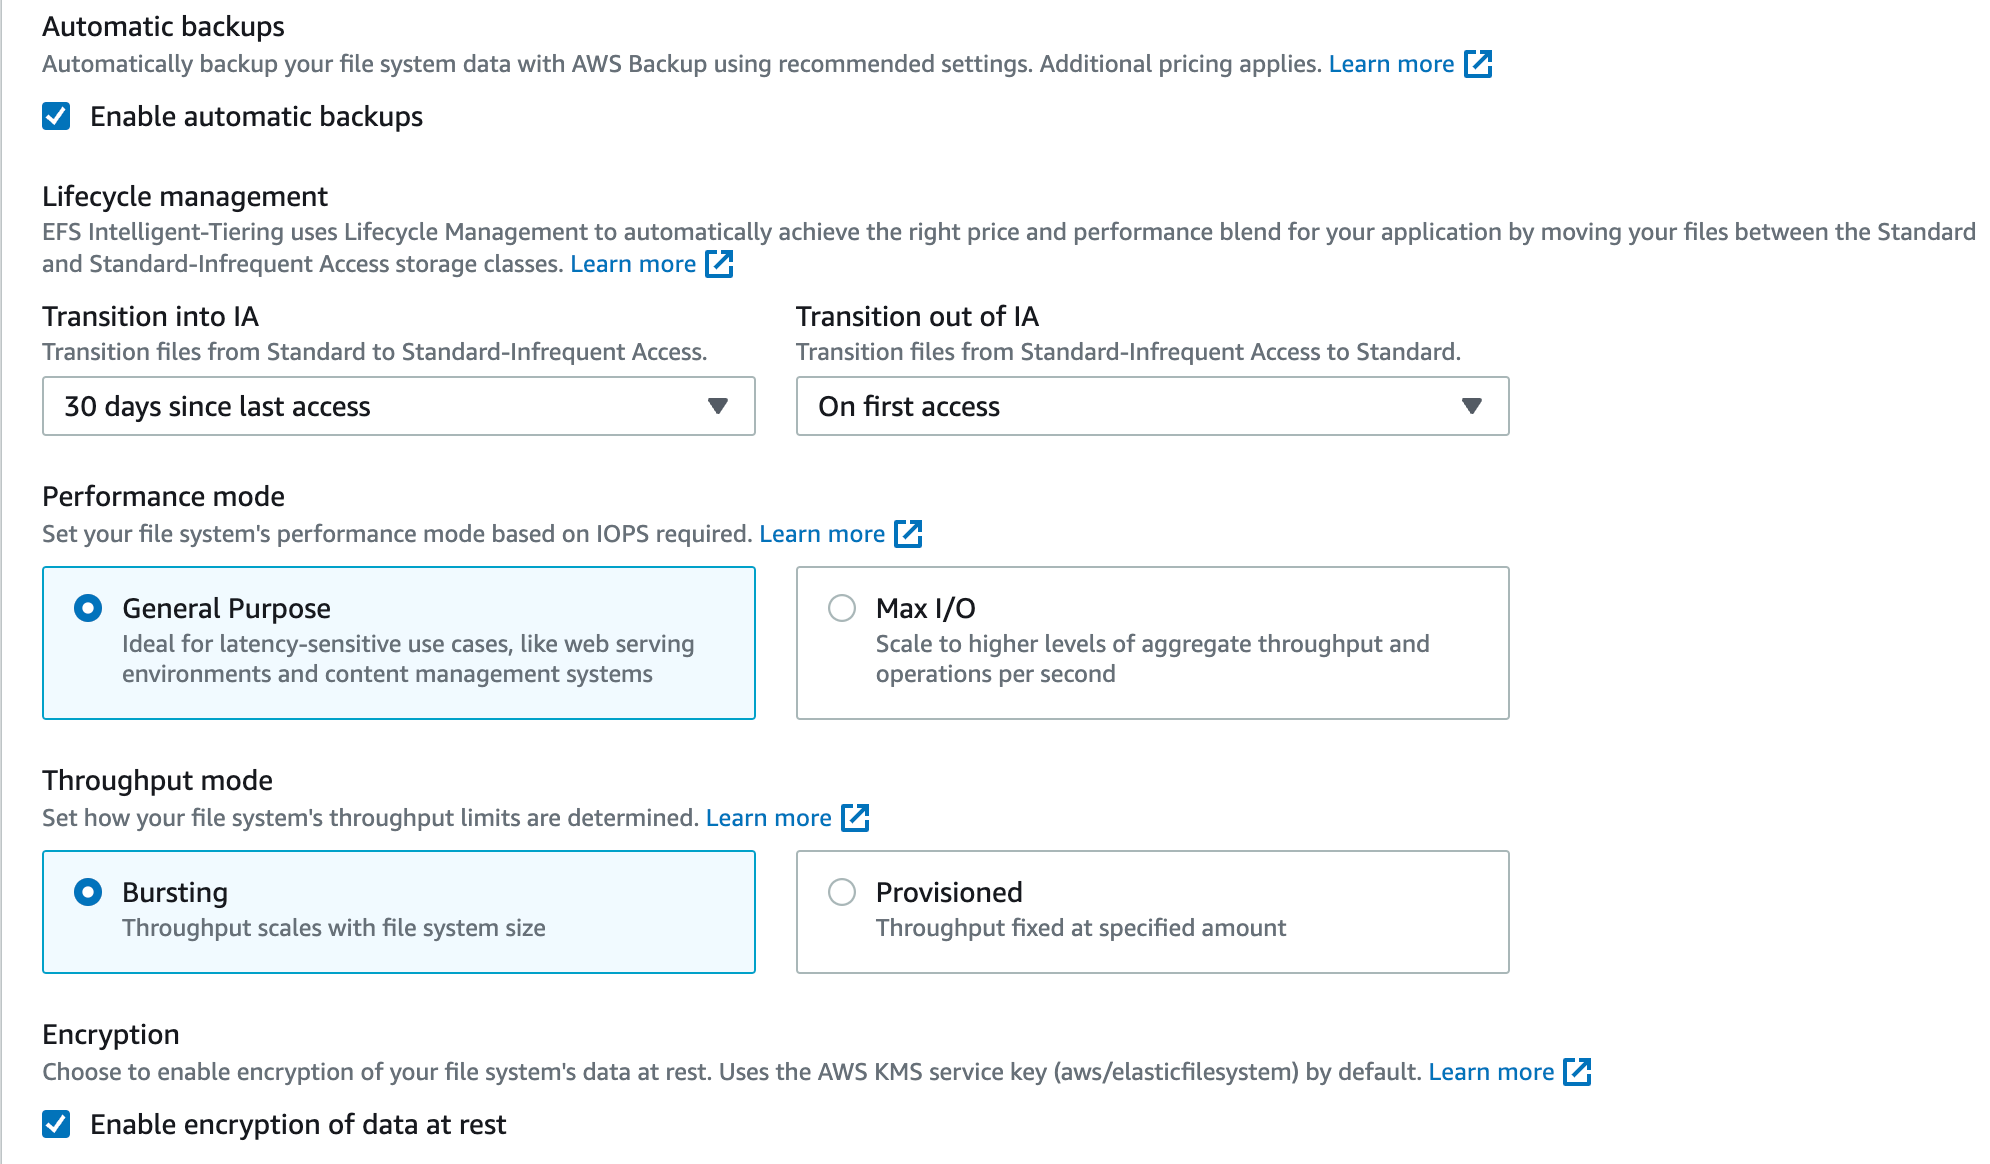 Automatic backups
Automatically backup your file system data with AWS Backup using recommended settings. Additional pricing applies. Learn more
Enable automatic backups
Lifecycle management
EFS Intelligent-Tiering uses Lifecycle Management to automatically achieve the right price and performance blend for your application by moving your files between the Standard
and Standard-Infrequent Access storage classes. Learn more
Transition into IA
Transition files from Standard to Standard-Infrequent Access.
30 days since last access
Transition out of IA
Transition files from Standard-Infrequent Access to Standard.
On first access
Performance mode
Set your file system's performance mode based on IOPS required. Learn more
General Purpose
Ideal for latency-sensitive use cases, like web serving
environments and content management systems
Max I/O
Scale to higher levels of aggregate throughput and
operations per second
Throughput mode
Set how your file system's throughput limits are determined. Learn more
Bursting
Throughput scales with file system size
Provisioned
Throughput fixed at specified amount
Encryption
Choose to enable encryption of your file system's data at rest. Uses the AWS KMS service key (aws/elasticfilesystem) by default. Learn more
Enable encryption of data at rest